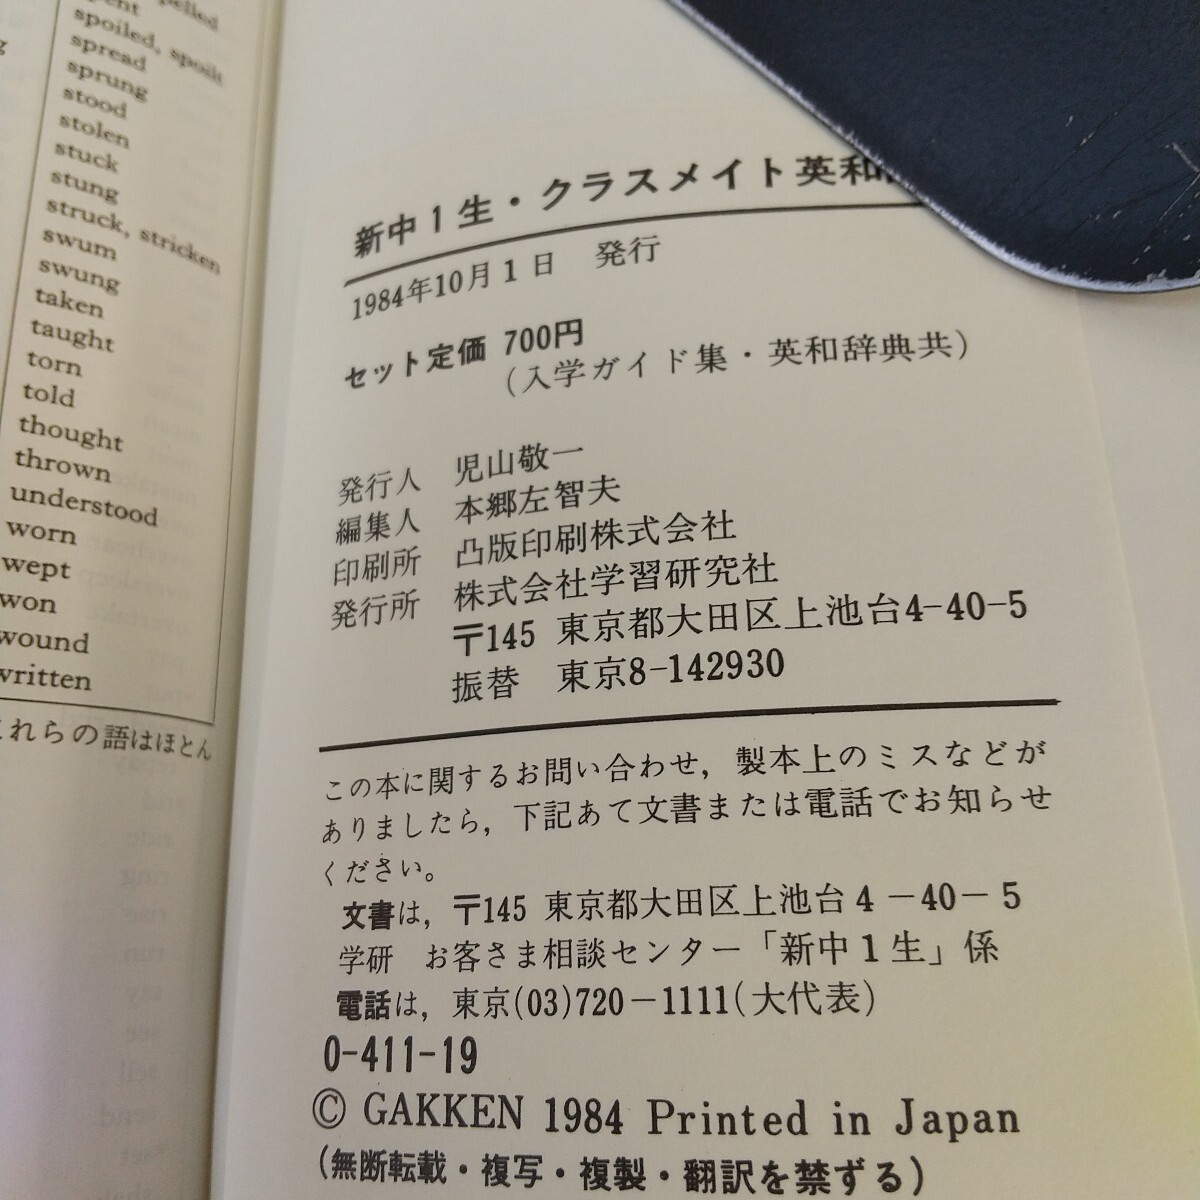 spoiled, spoilt
spread
sprung
stood
stolen
stuck
stung
struck, stricken
swum
swung
taken
taught
torn
told
thought
thrown
understood
worn
wept
won
wound
written
れらの語はほとん
新中1生・クラスメイト英和
1984年10月1日 発行
セット定価 700円
(入学ガイド集・英和辞典共)
発行人 児山敬一
編集人 本郷左智夫
印刷所 凸版印刷株式会社
発行所 株式会社学習研究社
〒145 東京都大田区上池台4-40-5
振替 東京8-142930
この本に関するお問い合わせ,製本上のミスなどが
ありましたら,下記あて文書または電話でお知らせ
ください。
文書は,〒145 東京都大田区上池台4-40-5
学研 お客さま相談センター「新中1生」係
電話は,東京(03)720-1111(大代表)
0-411-19
© GAKKEN 1984 Printed in Japan
(無断転載・複写・複製・翻訳を禁ずる)